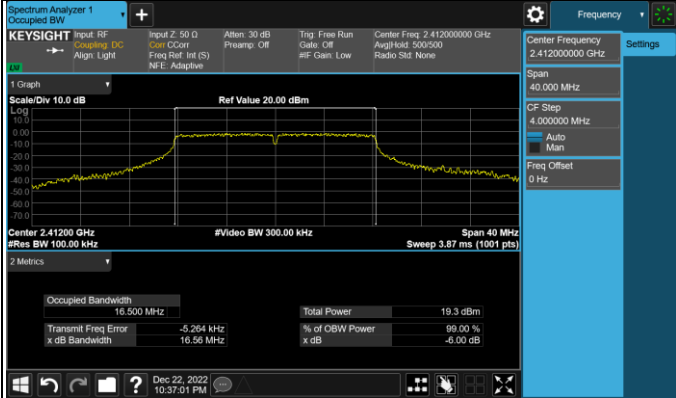 Spectrum Analyzer 1
Occupied BW
+
Frequency
KEYSIGHT
Input: RF
Coupling: DC
Align: Light
Input Z: 50 Ω
Corr CCorr
Freq Ref: Int (S)
NFE: Adaptive
Atten: 30 dB
Preamp: Off
Trig: Free Run
Gate: Off
#IF Gain: Low
Center Freq: 2.412000000 GHz
Avg|Hold: 500/500
Radio Std: None
Center Frequency
2.412000000 GHz
Settings
Span
40.000 MHz
CF Step
4.000000 MHz
Auto
Man
Freq Offset
0 Hz
1 Graph
Scale/Div 10.0 dB
Ref Value 20.00 dBm
Log
10.0
0.00
-10.0
-20.0
-30.0
-40.0
-50.0
-60.0
-70.0
Center 2.41200 GHz
#Video BW 300.00 kHz
Span 40 MHz
#Res BW 100.00 kHz
Sweep 3.87 ms (1001 pts)
2 Metrics
Occupied Bandwidth
16.500 MHz
Total Power 19.3 dBm
Transmit Freq Error -5.264 kHz
% of OBW Power 99.00 %
x dB Bandwidth 16.56 MHz
x dB -6.00 dB
?
Dec 22, 2022
10:37:01 PM